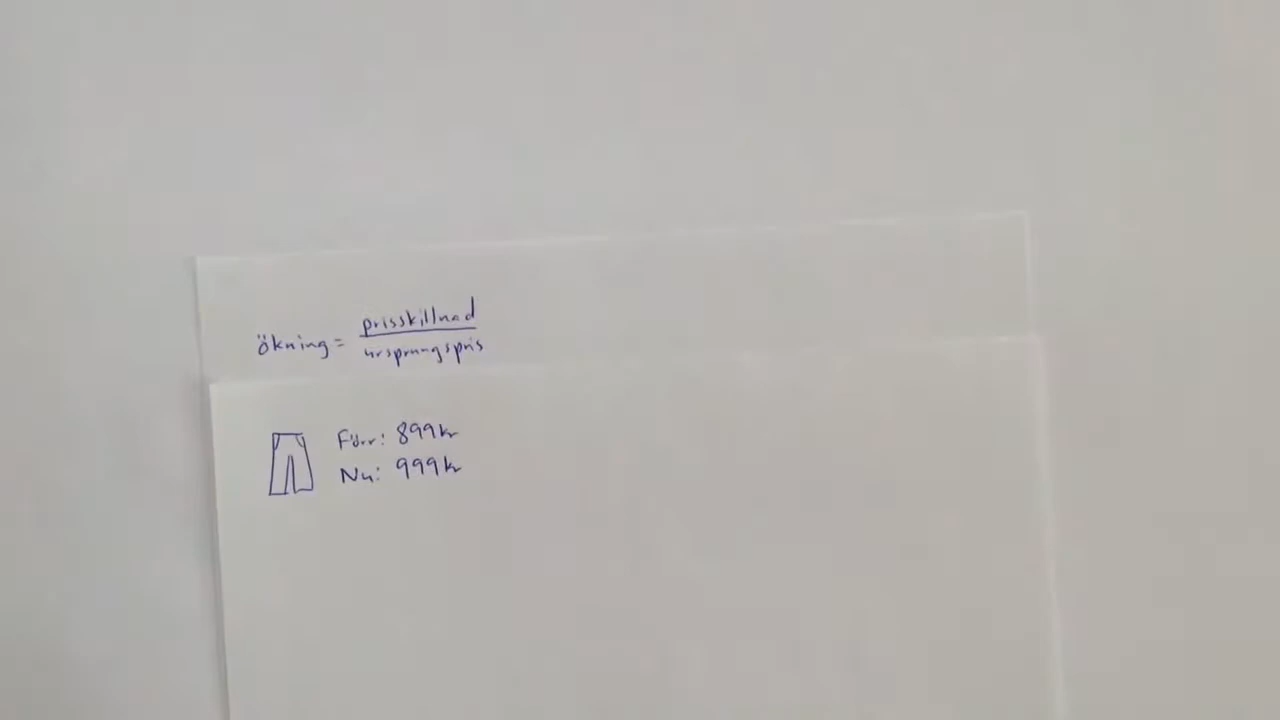 ökning = prisskillnad
ursprungspris
Förr: 899kr
Nu: 999kr